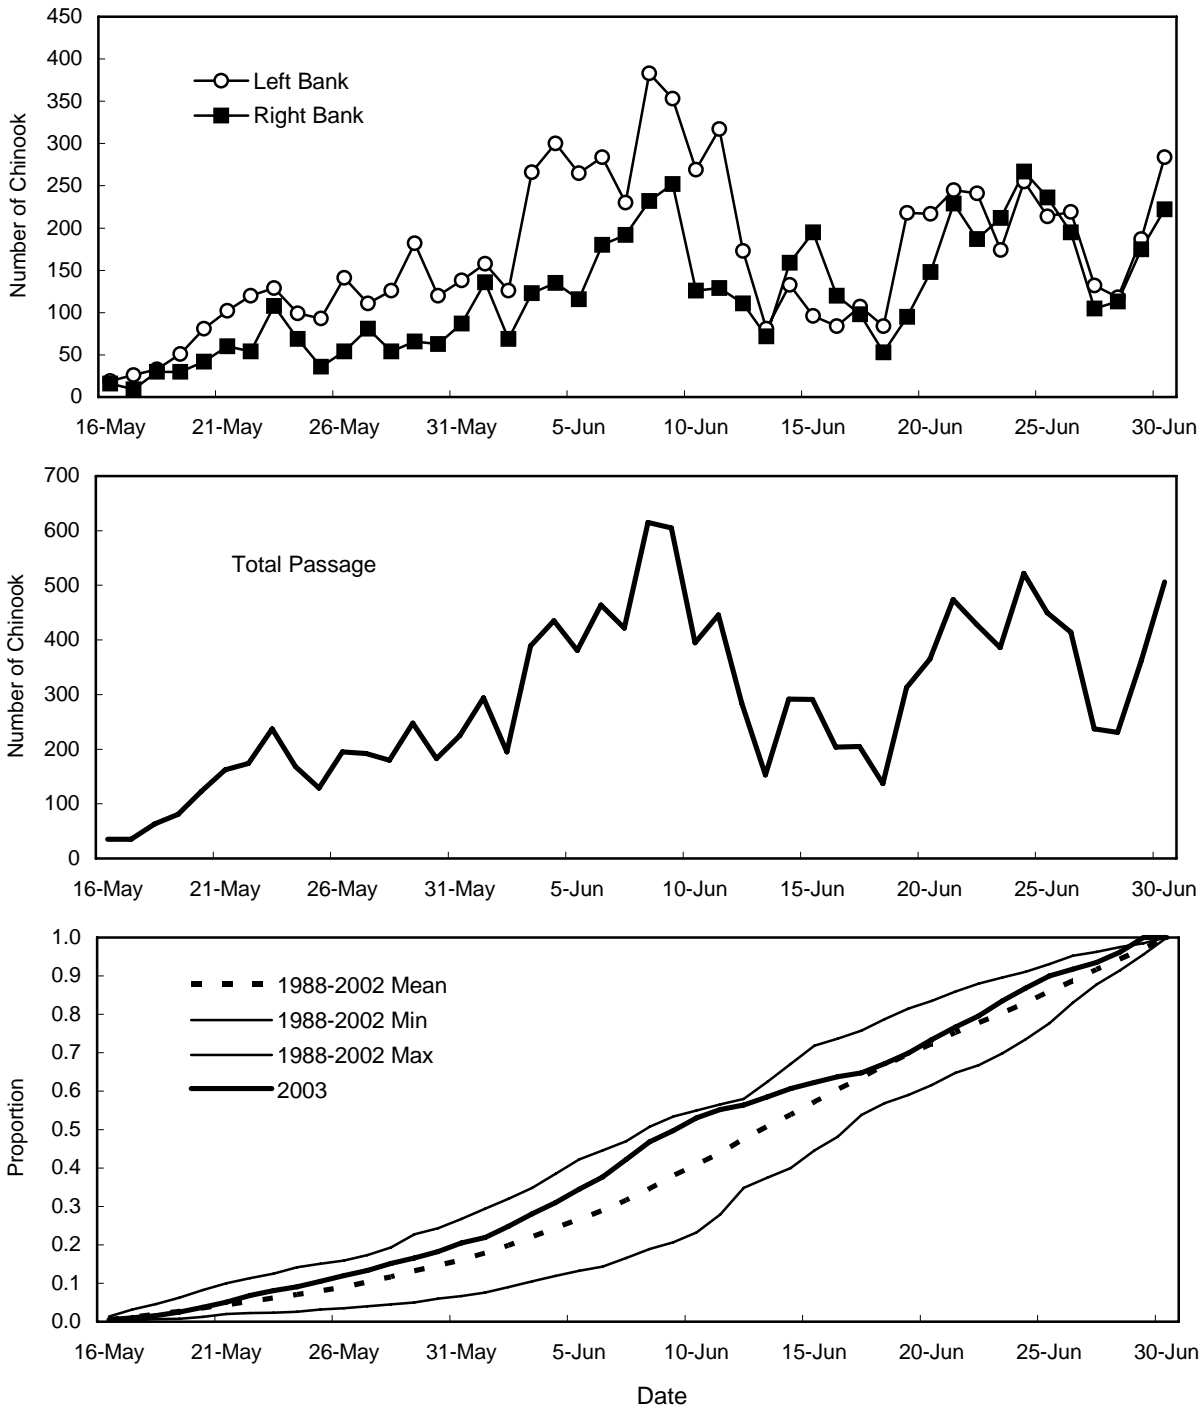 450
400
350
300
250
200
150
100
50
0
Number of Chinook
Left Bank
Right Bank
16-May 21-May 26-May 31-May 5-Jun 10-Jun 15-Jun 20-Jun 25-Jun 30-Jun
700
600
500
400
300
200
100
0
Number of Chinook
Total Passage
16-May 21-May 26-May 31-May 5-Jun 10-Jun 15-Jun 20-Jun 25-Jun 30-Jun
1.0
0.9
0.8
0.7
0.6
0.5
0.4
0.3
0.2
0.1
0.0
Proportion
1988-2002 Mean
1988-2002 Min
1988-2002 Max
2003
16-May 21-May 26-May 31-May 5-Jun 10-Jun 15-Jun 20-Jun 25-Jun 30-Jun
Date